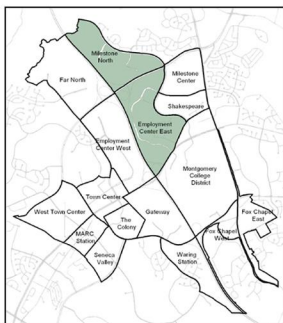 Milestone
North
Far North
Milestone
Center
Shakespeare
Employment
Center East
Employment
Center West
Montgomery
College
District
Town Center
West Town Center
The
Colony
Gateway
Fox Chapel
East
Fox Chapel
West
MARC
Station
Seneca
Valley
Waring
Station